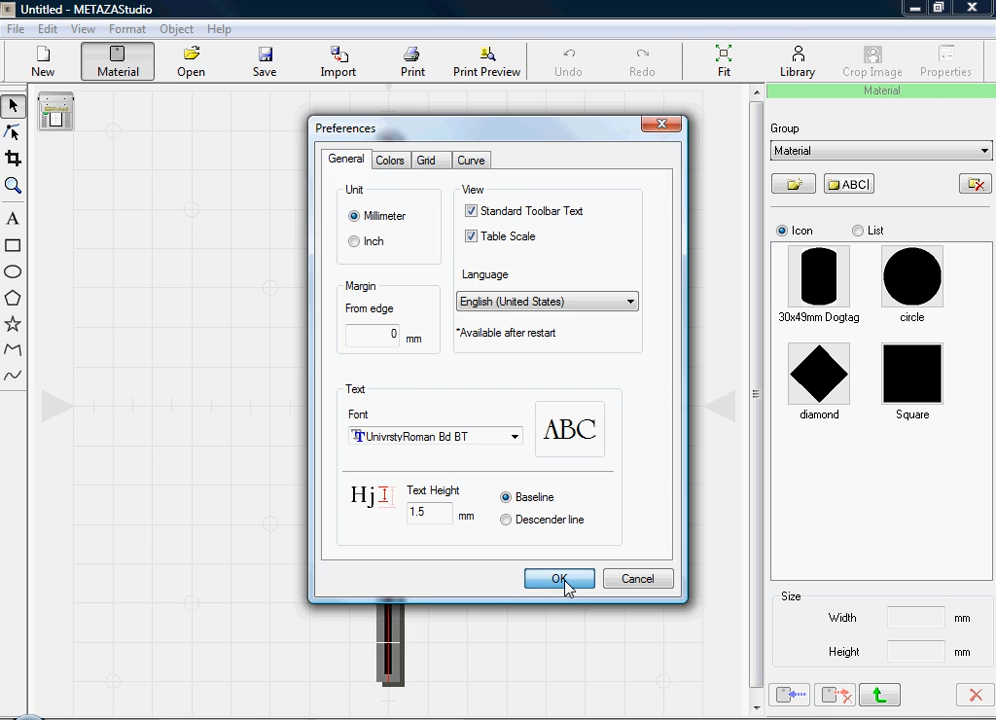 Untitled - METAZAStudio
File Edit View Format Object Help
New Material Open Save Import Print Print Preview Undo Redo Fit Library Crop Image Properties
Material
Group
Material
ABC
Icon List
30x49mm Dogtag circle
diamond Square
Size
Width mm
Height mm
A
Preferences
General Colors Grid Curve
Unit
Millimeter
Inch
View
Standard Toolbar Text
Table Scale
Language
English (United States)
*Available after restart
Margin
From edge
0 mm
Text
Font
UnivrstyRoman Bd BT
ABC
Hj
Text Height
1.5 mm
Baseline
Descender line
OK Cancel